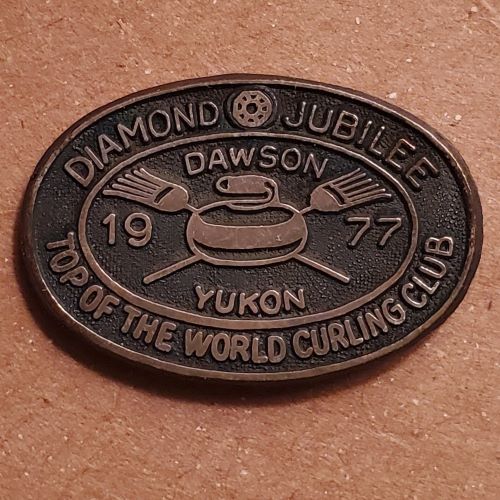 DIAMOND JUBILEE
DAWSON
19 77
YUKON
TOP OF THE WORLD CURLING CLUB